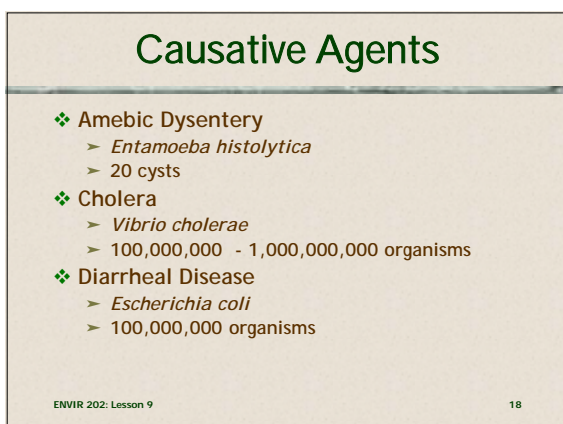 Causative Agents
❖ Amebic Dysentery
➢ Entamoeba histolytica
➢ 20 cysts
❖ Cholera
➢ Vibrio cholerae
➢ 100,000,000 - 1,000,000,000 organisms
❖ Diarrheal Disease
➢ Escherichia coli
➢ 100,000,000 organisms
ENVIR 202: Lesson 9 18